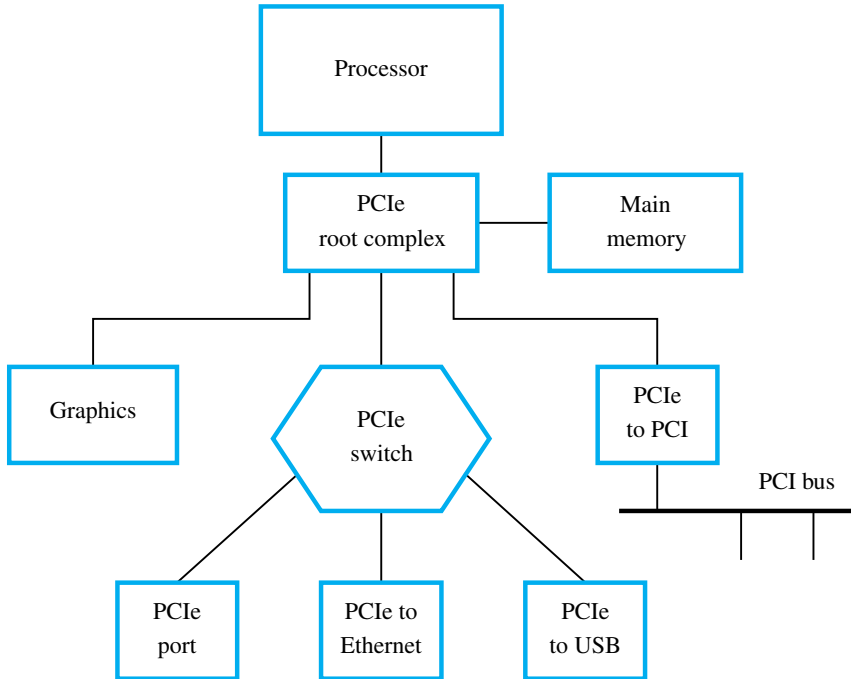 Processor
PCIe
root complex
Main
memory
Graphics
PCIe
switch
PCIe
to PCI
PCI bus
PCIe
port
PCIe to
Ethernet
PCIe
to USB